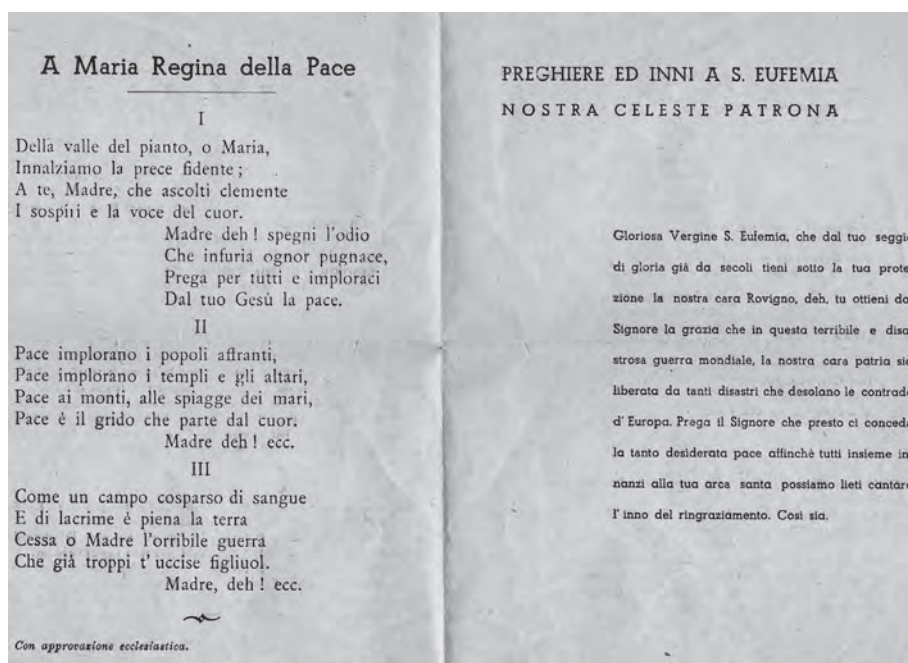 A Maria Regina della Pace
I
Della valle del pianto, o Maria,
Innalziamo la prece fidente;
A te, Madre, che ascolti clemente
I sospiri e la voce del cuor.
Madre deh! spegni l'odio
Che infuria ognor pugnace,
Prega per tutti e imploraci
Dal tuo Gesù la pace.
II
Pace implorano i popoli affranti,
Pace implorano i templi e gli altari,
Pace ai monti, alle spiagge dei mari,
Pace é il grido che parte dal cuor.
Madre deh! ecc.
III
Come un campo cosparso di sangue
E di lacrime é piena la terra
Cessa o Madre l'orribile guerra
Che già troppi t' uccise figliuol.
Madre, deh! ecc.
Con approvazione ecclesiastica.
PREGHIERE ED INNI A S. EUFEMIA
NOSTRA CELESTE PATRONA
Gloriosa Vergine S. Eufemia, che dal tuo seggio
di gloria già da secoli tieni sotto la tua prote-
zione la nostra cara Rovigno, deh, tu ottieni dal
Signore la grazia che in questa terribile e disa-
strosa guerra mondiale, la nostra cara patria sia
liberata da tanti disastri che desolano le contrade
d' Europa. Prega il Signore che presto ci conceda
la tanto desiderata pace affinchè tutti insieme in-
nanzi alla tua arca santa possiamo lieti cantare
l' inno del ringraziamento. Così sia.